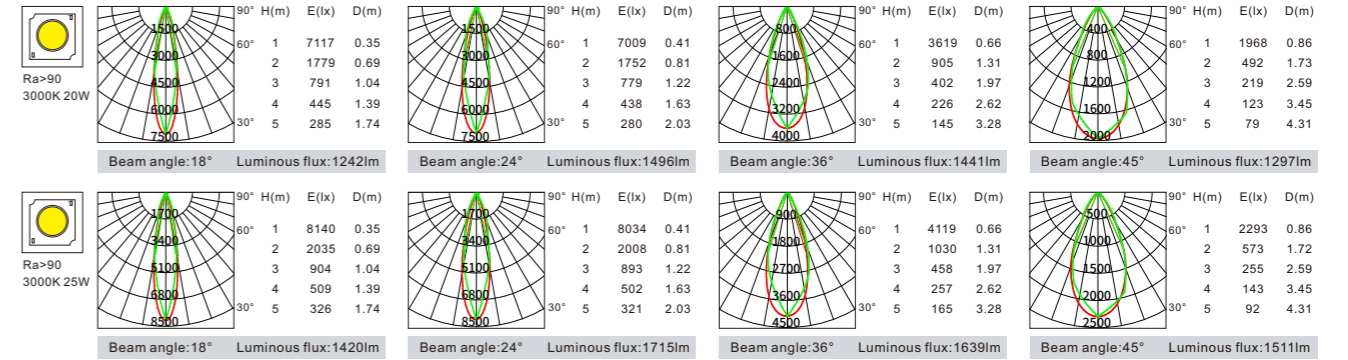 Ra>90
3000K 20W
1500
3000
4500
6000
7500
90° H(m) E(lx) D(m)
60° 1 7117 0.35
2 1779 0.69
3 791 1.04
4 445 1.39
30° 5 285 1.74
Beam angle:18° Luminous flux:1242lm
1500
3000
4500
6000
7500
90° H(m) E(lx) D(m)
60° 1 7009 0.41
2 1752 0.81
3 779 1.22
4 438 1.63
30° 5 280 2.03
Beam angle:24° Luminous flux:1496lm
800
1600
2400
3200
4000
90° H(m) E(lx) D(m)
60° 1 3619 0.66
2 905 1.31
3 402 1.97
4 226 2.62
30° 5 145 3.28
Beam angle:36° Luminous flux:1441lm
400
800
1200
1600
2000
90° H(m) E(lx) D(m)
60° 1 1968 0.86
2 492 1.73
3 219 2.59
4 123 3.45
30° 5 79 4.31
Beam angle:45° Luminous flux:1297lm
Ra>90
3000K 25W
1700
3400
5100
6800
8500
90° H(m) E(lx) D(m)
60° 1 8140 0.35
2 2035 0.69
3 904 1.04
4 509 1.39
30° 5 326 1.74
Beam angle:18° Luminous flux:1420lm
1700
3400
5100
6800
8500
90° H(m) E(lx) D(m)
60° 1 8034 0.41
2 2008 0.81
3 893 1.22
4 502 1.63
30° 5 321 2.03
Beam angle:24° Luminous flux:1715lm
900
1800
2700
3600
4500
90° H(m) E(lx) D(m)
60° 1 4119 0.66
2 1030 1.31
3 458 1.97
4 257 2.62
30° 5 165 3.28
Beam angle:36° Luminous flux:1639lm
500
1000
1500
2000
2500
90° H(m) E(lx) D(m)
60° 1 2293 0.86
2 573 1.72
3 255 2.59
4 143 3.45
30° 5 92 4.31
Beam angle:45° Luminous flux:1511lm